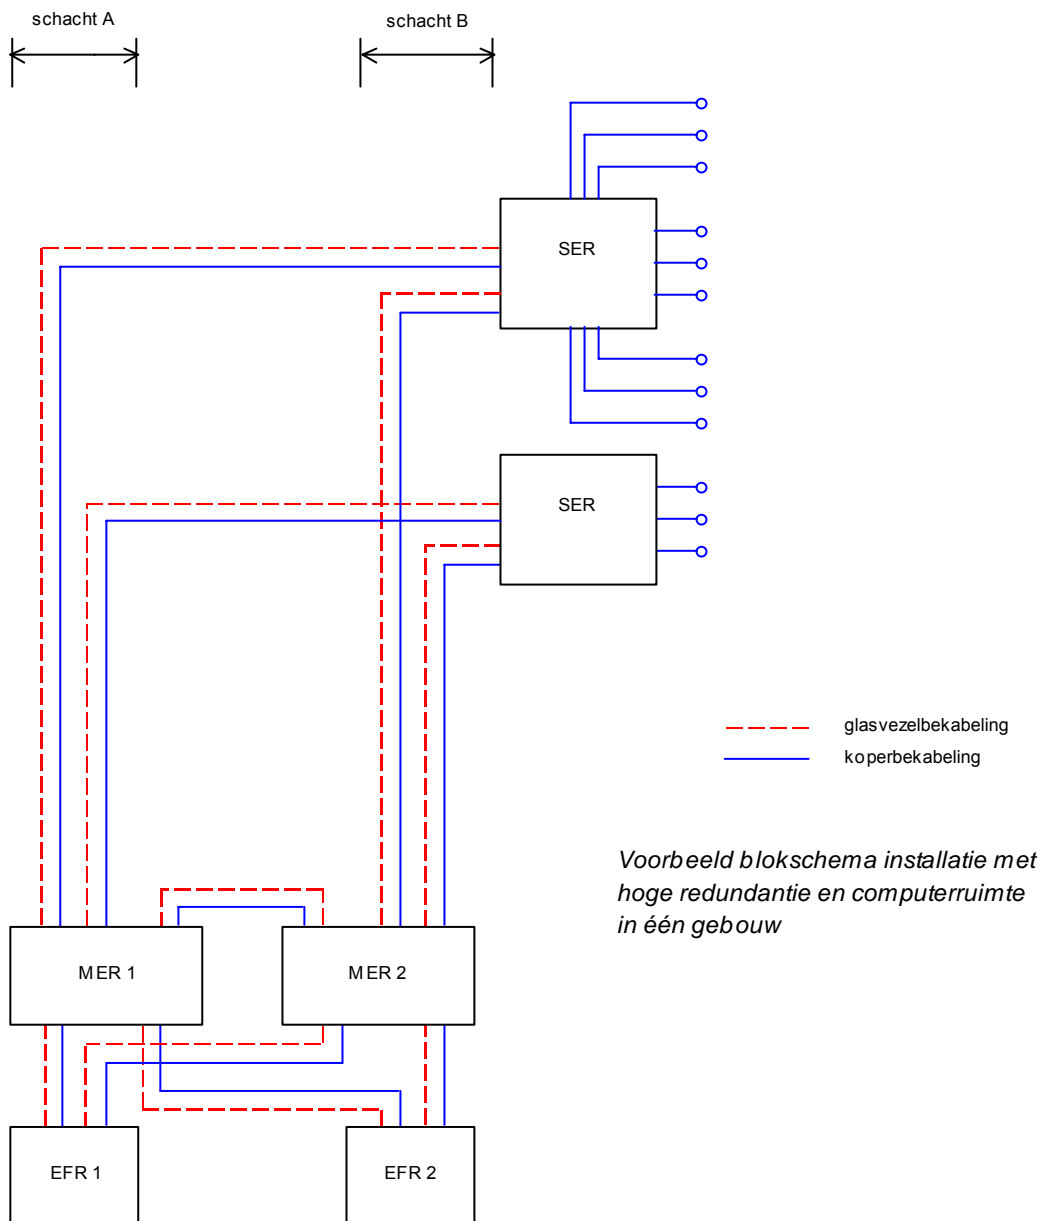 schacht A
schacht B
SER
SER
glasvezelbekabeling
koperbekabeling
Voorbeeld blokschema installatie met
hoge redundantie en computerruimte
in één gebouw
MER 1
MER 2
EFR 1
EFR 2